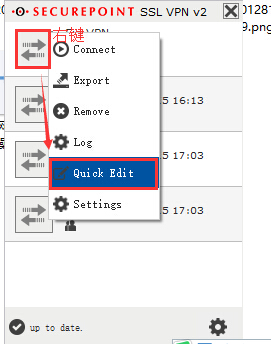 SECUREPOINT SSL VPN v2
右键
VPN
Connect
Export
Remove
5 16:13
Log
5 17:03
Quick Edit
Settings
5 17:03
up to date.
01281
9.png